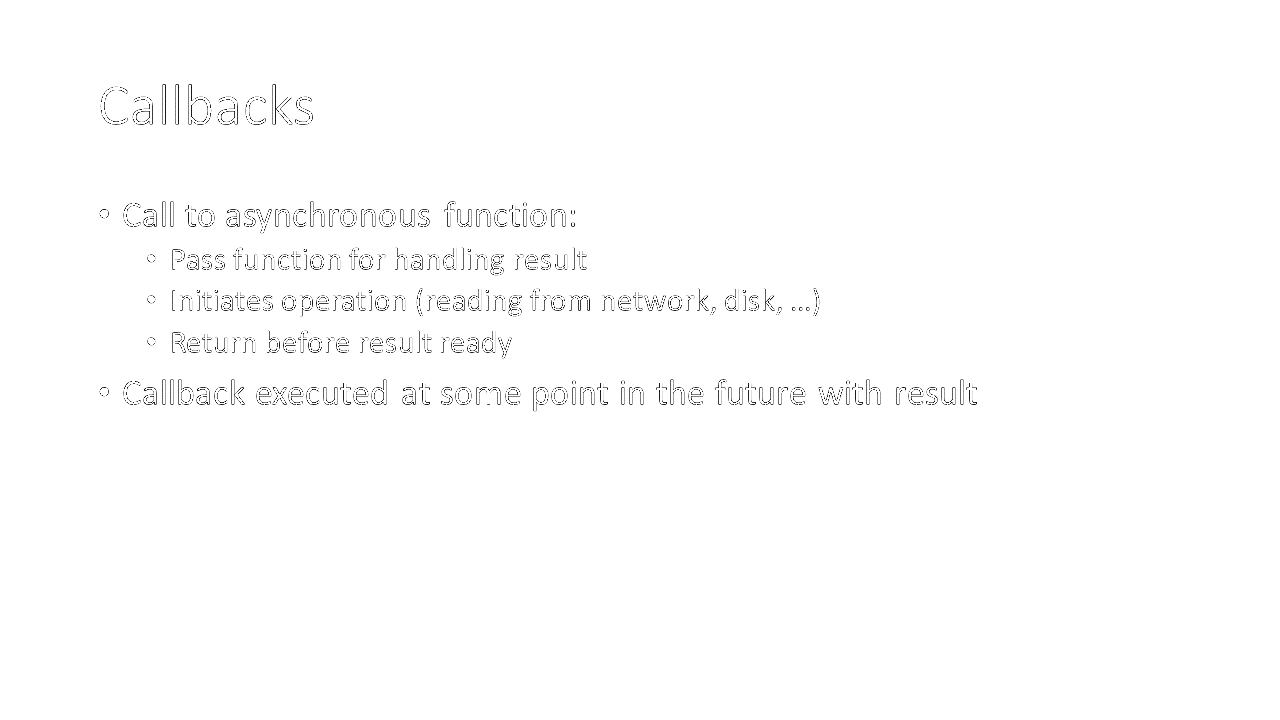 Callbacks
• Call to asynchronous function:
• Pass function for handling result
• Initiates operation (reading from network, disk, ...)
• Return before result ready
• Callback executed at some point in the future with result